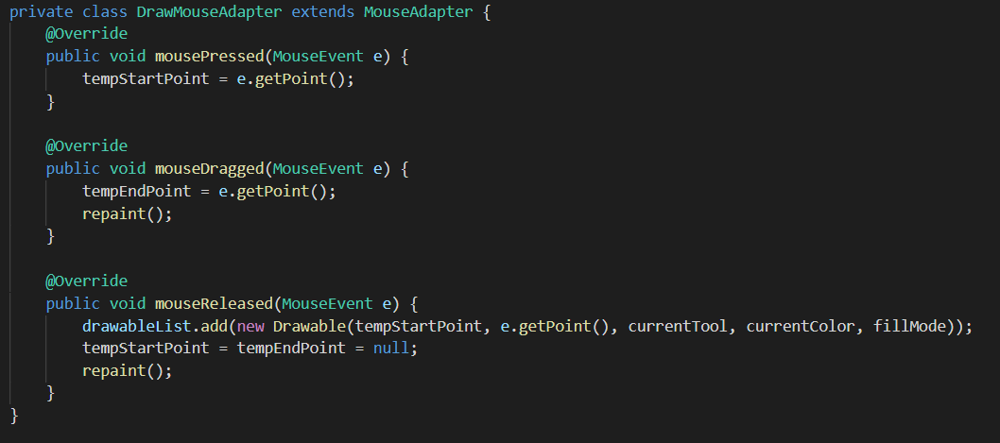 private class DrawMouseAdapter extends MouseAdapter {
    @Override
    public void mousePressed(MouseEvent e) {
        tempStartPoint = e.getPoint();
    }

    @Override
    public void mouseDragged(MouseEvent e) {
        tempEndPoint = e.getPoint();
        repaint();
    }

    @Override
    public void mouseReleased(MouseEvent e) {
        drawableList.add(new Drawable(tempStartPoint, e.getPoint(), currentTool, currentColor, fillMode));
        tempStartPoint = tempEndPoint = null;
        repaint();
    }
}